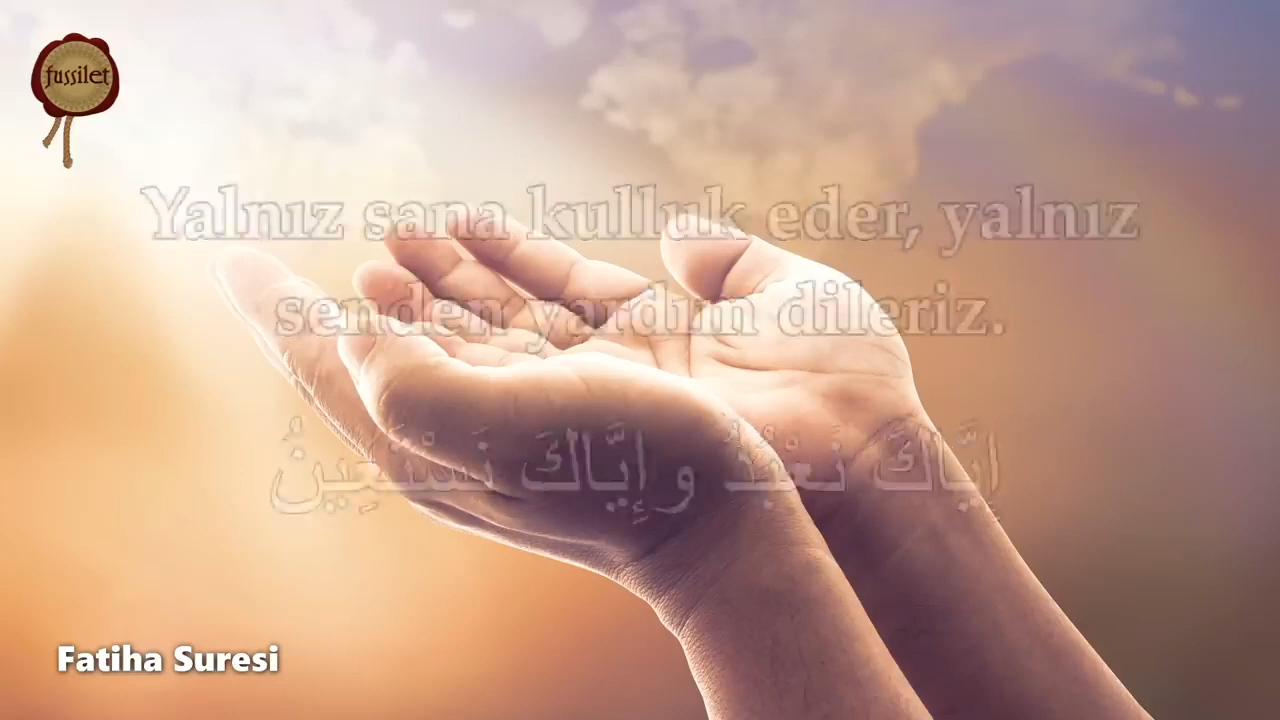 fussilet
Yalnız sana kulluk eder, yalnız
senden yardım dileriz.
اِيَّاكَ نَعْبُدُ وَاِيَّاكَ نَسْتَعِينُ
Fatiha Suresi